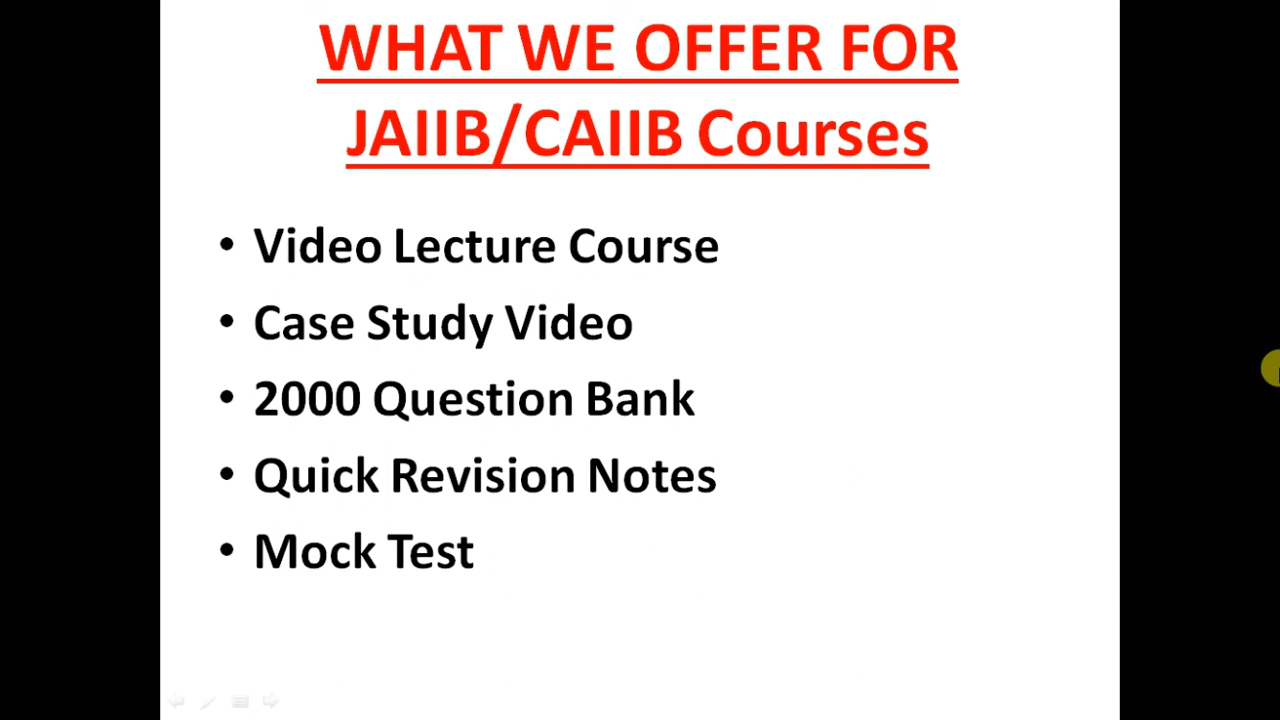 WHAT WE OFFER FOR
JAIIB/CAIIB Courses
• Video Lecture Course
• Case Study Video
• 2000 Question Bank
• Quick Revision Notes
• Mock Test